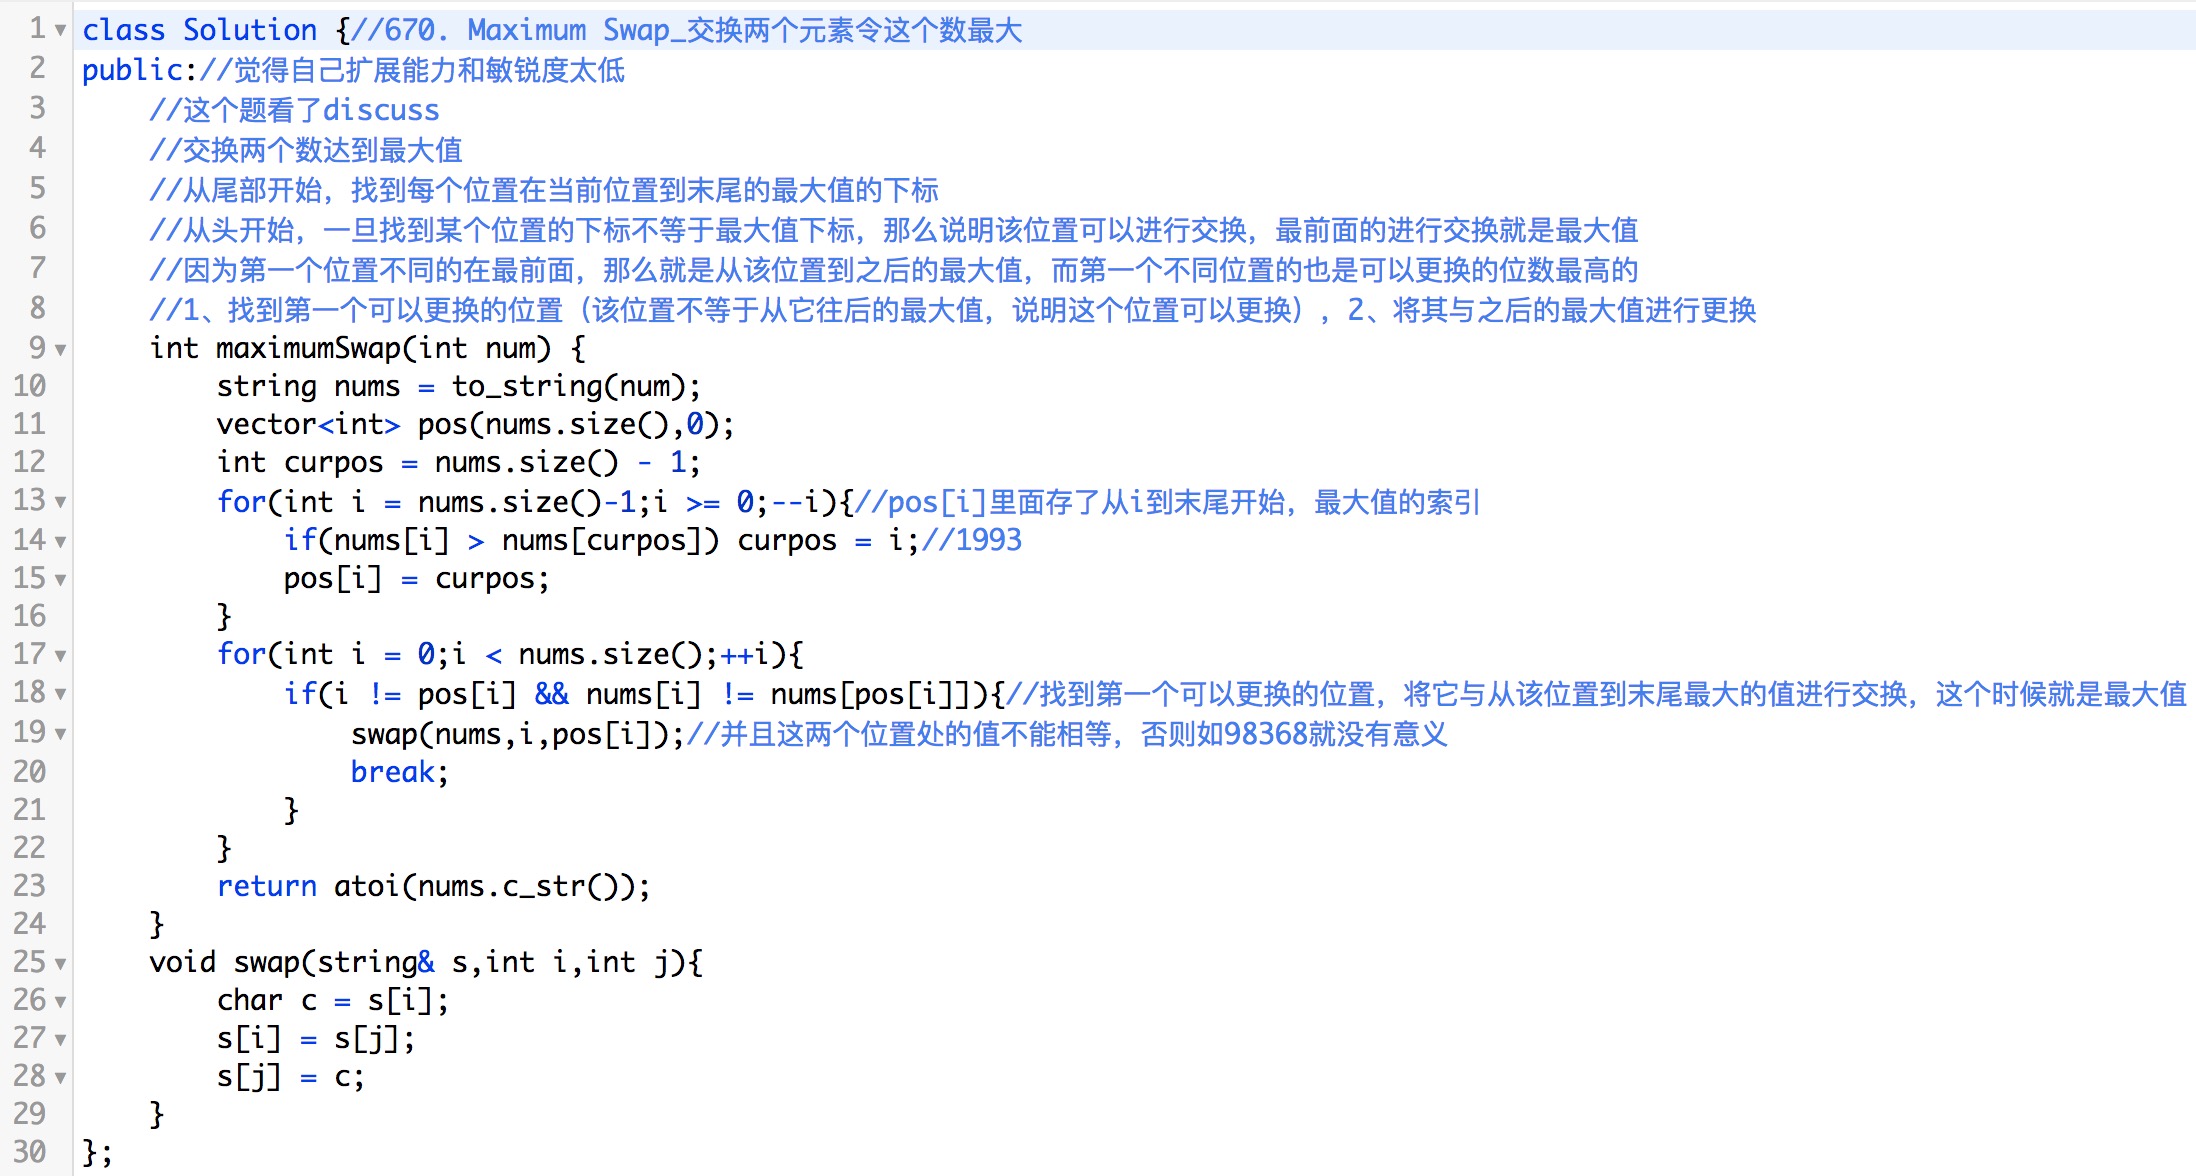 1 class Solution {//670. Maximum Swap_交换两个元素令这个数最大
2 public://觉得自己扩展能力和敏锐度太低
3     //这个题看了discuss
4     //交换两个数达到最大值
5     //从尾部开始，找到每个位置在当前位置到末尾的最大值的下标
6     //从头开始，一旦找到某个位置的下标不等于最大值下标，那么说明该位置可以进行交换，最前面的进行交换就是最大值
7     //因为第一个位置不同的在最前面，那么就是从该位置到之后的最大值，而第一个不同位置的也是可以更换的位数最高的
8     //1、找到第一个可以更换的位置（该位置不等于从它往后的最大值，说明这个位置可以更换）,2、将其与之后的最大值进行更换
9     int maximumSwap(int num) {
10         string nums = to_string(num);
11         vector<int> pos(nums.size(),0);
12         int curpos = nums.size() - 1;
13         for(int i = nums.size()-1;i >= 0;--i){//pos[i]里面存了从i到末尾开始，最大值的索引
14             if(nums[i] > nums[curpos]) curpos = i;//1993
15             pos[i] = curpos;
16         }
17         for(int i = 0;i < nums.size();++i){
18             if(i != pos[i] && nums[i] != nums[pos[i]]){//找到第一个可以更换的位置，将它与从该位置到末尾最大的值进行交换，这个时候就是最大值
19                 swap(nums,i,pos[i]);//并且这两个位置处的值不能相等，否则如98368就没有意义
20                 break;
21             }
22         }
23         return atoi(nums.c_str());
24     }
25     void swap(string& s,int i,int j){
26         char c = s[i];
27         s[i] = s[j];
28         s[j] = c;
29     }
30 };